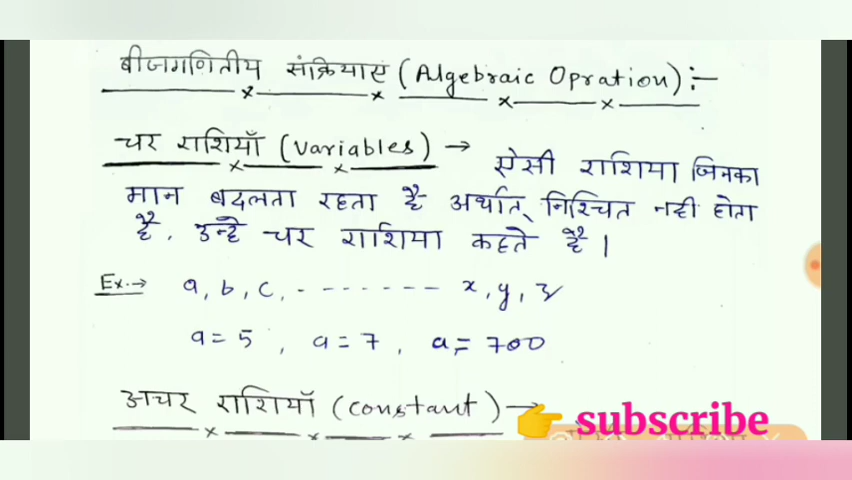 बीजगणितीय संक्रियाए (Algebraic Opration) :-
चर राशियाँ (variables) →
ऐसी राशिया जिनका
मान बदलता रहता है अर्थात् निश्चित नही होता
है, उन्हे चर राशिया कहते है।
Ex.→ a, b, c, - - - - - - - - x, y, z
a = 5 , a = 7 , a = 700
अचर राशियाँ (constant) →
👉 subscribe